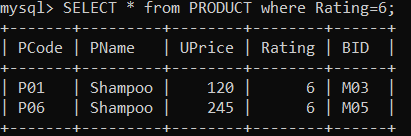 mysql> SELECT * from PRODUCT where Rating=6;
+-------+---------+--------+--------+------+
| PCode | PName   | UPrice | Rating | BID  |
+-------+---------+--------+--------+------+
| P01   | Shampoo |    120 |      6 | M03  |
| P06   | Shampoo |    245 |      6 | M05  |
+-------+---------+--------+--------+------+